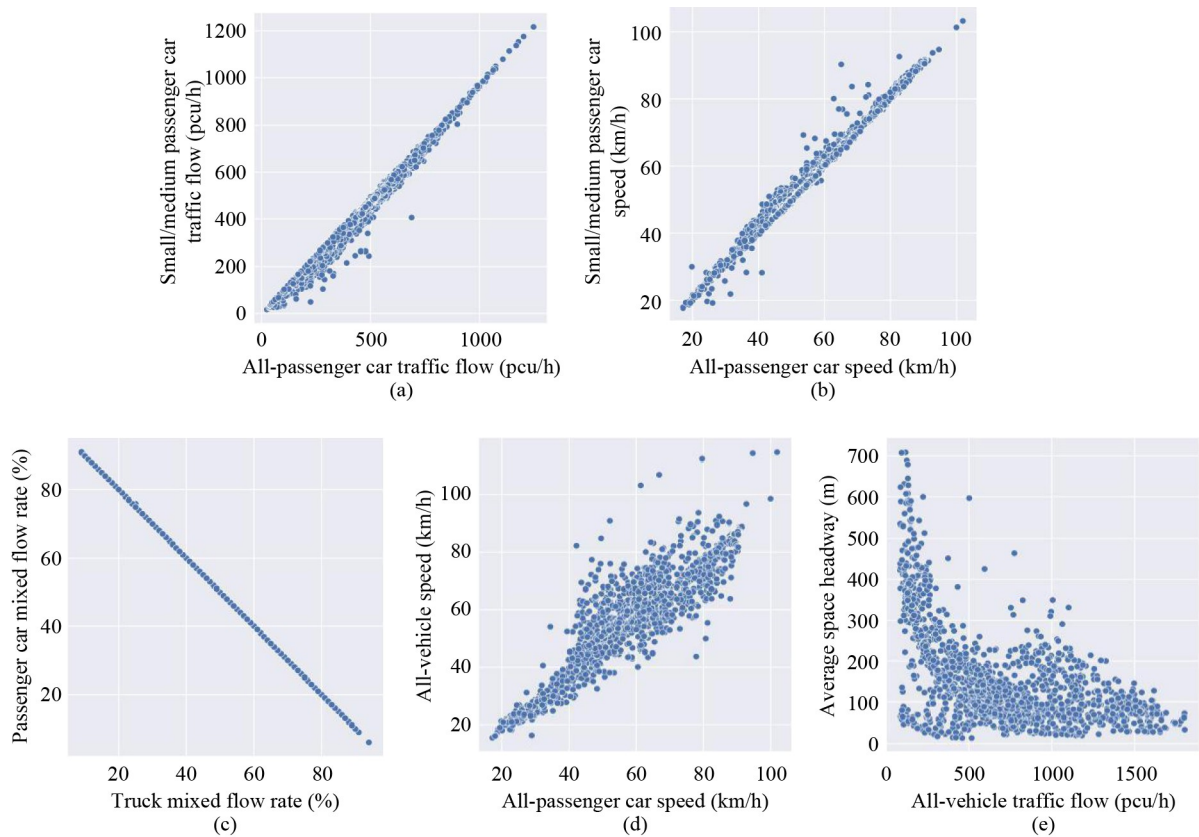 Small/medium passenger car
traffic flow (pcu/h)
1200
1000
800
600
400
200
0
0 500 1000
All-passenger car traffic flow (pcu/h)
(a)
Small/medium passenger car
speed (km/h)
100
80
60
40
20
20 40 60 80 100
All-passenger car speed (km/h)
(b)
Passenger car mixed flow rate (%)
80
60
40
20
20 40 60 80
Truck mixed flow rate (%)
(c)
All-vehicle speed (km/h)
100
80
60
40
20
20 40 60 80 100
All-passenger car speed (km/h)
(d)
Average space headway (m)
700
600
500
400
300
200
100
0
0 500 1000 1500
All-vehicle traffic flow (pcu/h)
(e)